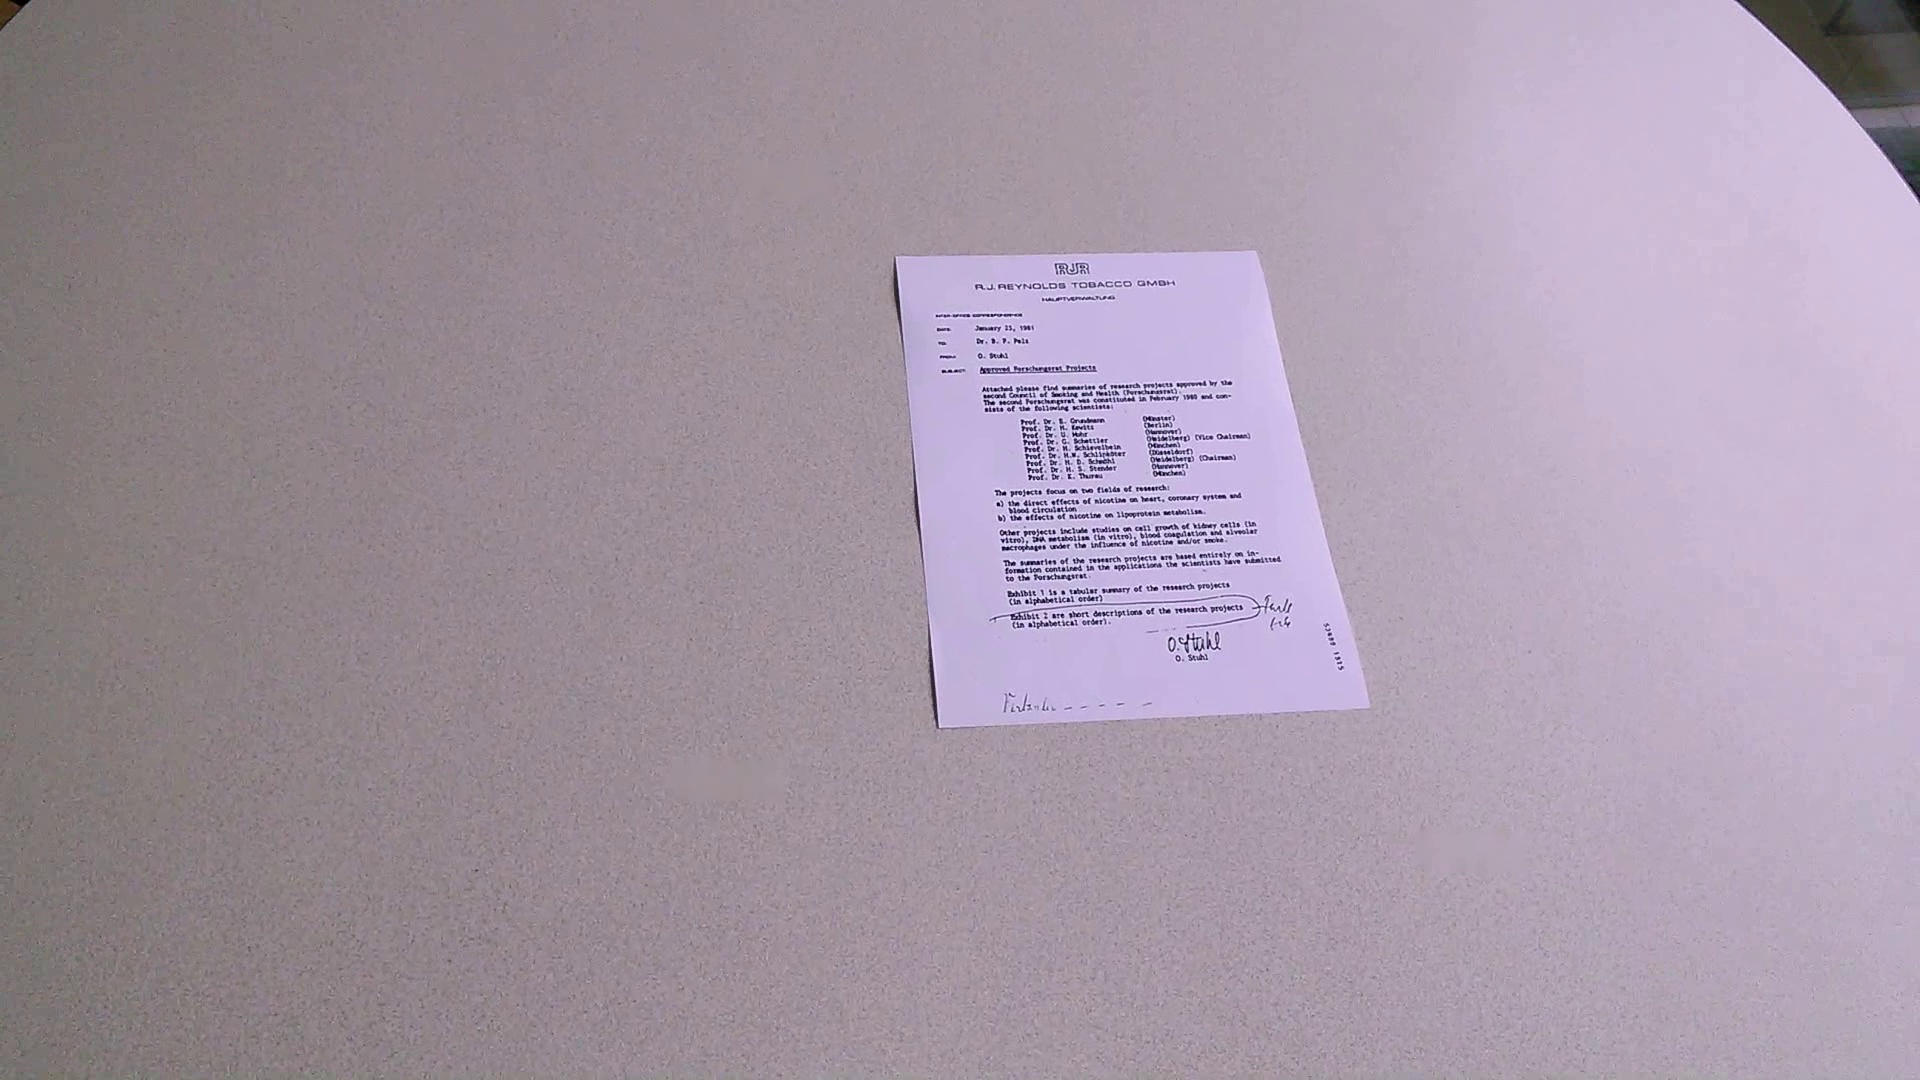 RJR
R.J. REYNOLDS TOBACCO GMBH
HAUPTVERWALTUNG
INTER-OFFICE CORRESPONDENCE
DATE: January 23, 1981
TO: Dr. B. F. Pelz
FROM: O. Stuhl
SUBJECT: Approved Forschungsrat Projects
Attached please find summaries of research projects approved by the
second Council of Smoking and Health (Forschungsrat).
The second Forschungsrat was constituted in February 1980 and con-
sists of the following scientists:
Prof. Dr. E. Grundmann (Münster)
Prof. Dr. H. Kewitz (Berlin)
Prof. Dr. U. Mohr (Hannover)
Prof. Dr. G. Schettler (Heidelberg) (Vice Chairman)
Prof. Dr. H. Schievelbein (München)
Prof. Dr. H.W. Schlipköter (Düsseldorf)
Prof. Dr. H. D. Schmähl (Heidelberg) (Chairman)
Prof. Dr. H. S. Stender (Hannover)
Prof. Dr. K. Thurau (München)
The projects focus on two fields of research:
a) the direct effects of nicotine on heart, coronary system and
blood circulation
b) the effects of nicotine on lipoprotein metabolism.
Other projects include studies on cell growth of kidney cells (in
vitro), DNA metabolism (in vitro), blood coagulation and alveolar
macrophages under the influence of nicotine and/or smoke.
The summaries of the research projects are based entirely on in-
formation contained in the applications the scientists have submitted
to the Forschungsrat.
Exhibit 1 is a tabular summary of the research projects
(in alphabetical order)
Exhibit 2 are short descriptions of the research projects
(in alphabetical order).
O. Stuhl
O. Stuhl